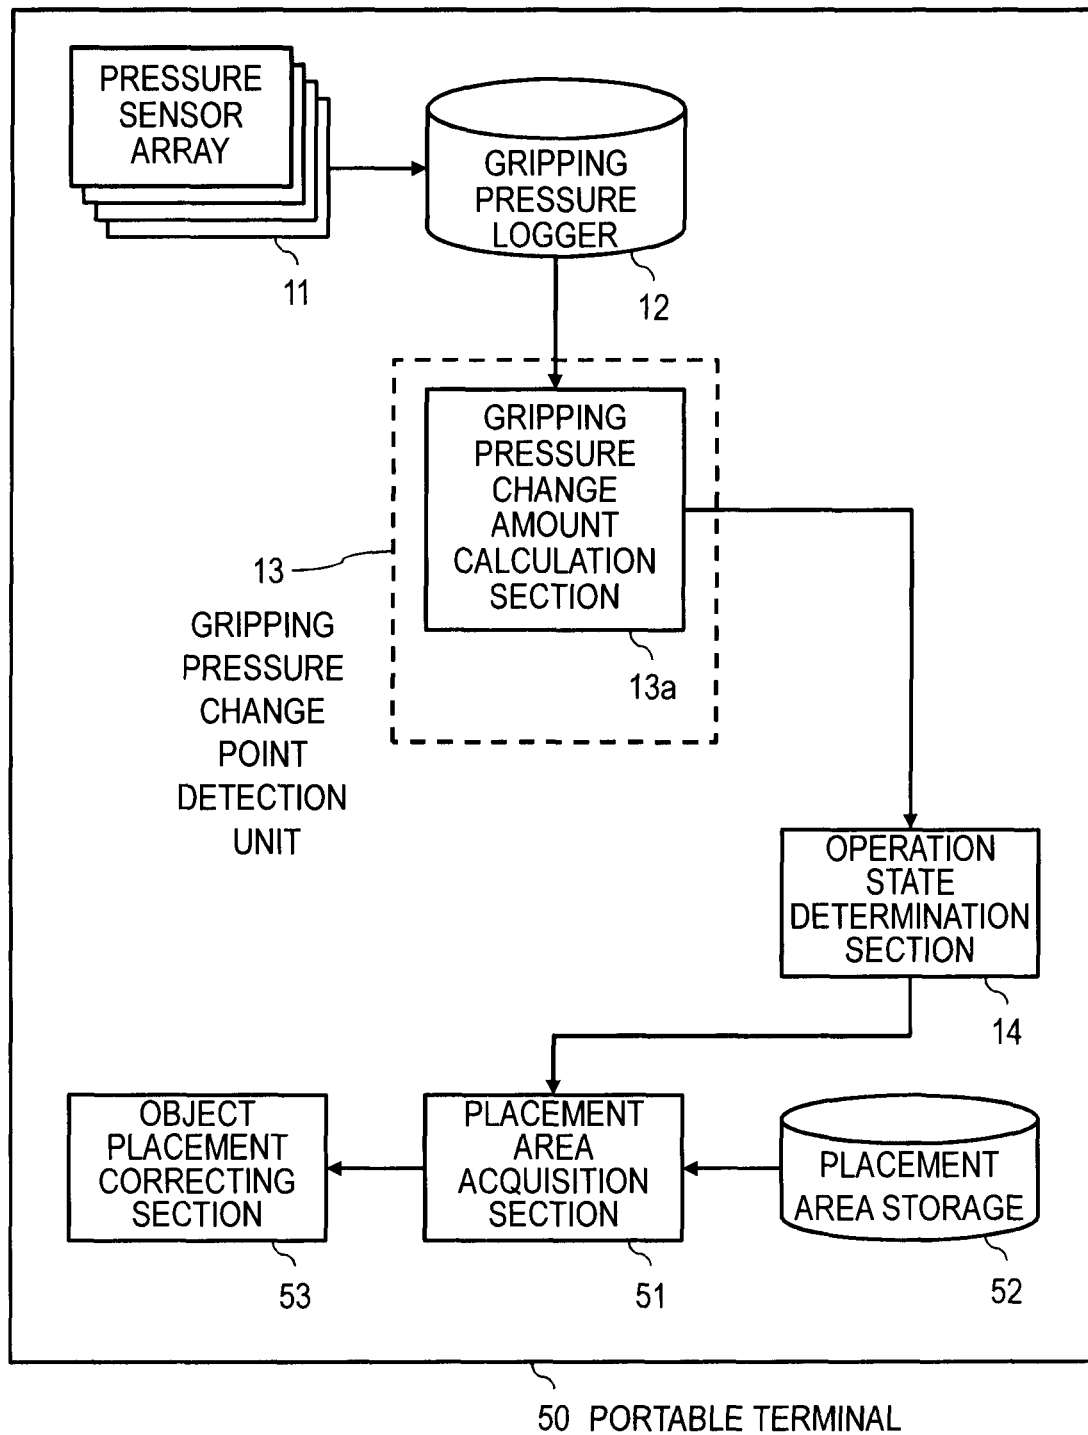 PRESSURE
SENSOR
ARRAY
11
GRIPPING
PRESSURE
LOGGER
12
GRIPPING
PRESSURE
CHANGE
AMOUNT
CALCULATION
SECTION
13a
13
GRIPPING
PRESSURE
CHANGE
POINT
DETECTION
UNIT
OPERATION
STATE
DETERMINATION
SECTION
14
OBJECT
PLACEMENT
CORRECTING
SECTION
53
PLACEMENT
AREA
ACQUISITION
SECTION
51
PLACEMENT
AREA STORAGE
52
50 PORTABLE TERMINAL